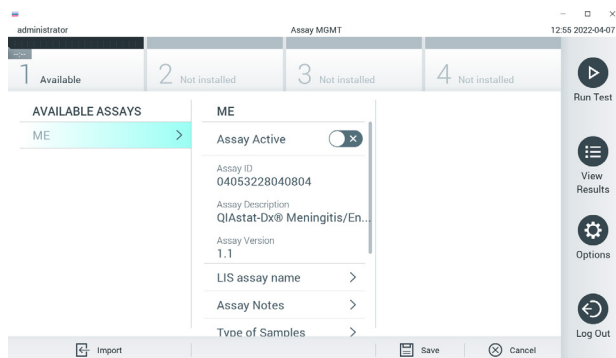 administrator
Assay MGMT
12:55 2022-04-07
--:--
1 Available
2 Not installed
3 Not installed
4 Not installed
Run Test
View
Results
Options
Log Out
AVAILABLE ASSAYS
ME
ME
Assay Active
Assay ID
04053228040804
Assay Description
QIAstat-Dx® Meningitis/En...
Assay Version
1.1
LIS assay name
Assay Notes
Type of Samples
Import
Save
Cancel